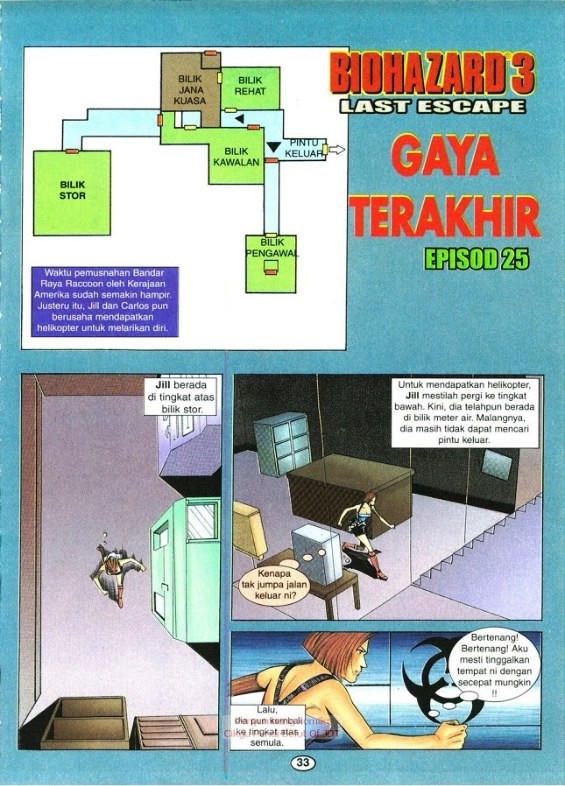 BIOHAZARD 3
LAST ESCAPE
GAYA
TERAKHIR
EPISOD 25
BILIK
JANA
KUASA
BILIK
REHAT
PINTU
KELUAR
BILIK
KAWALAN
BILIK
STOR
BILIK
PENGAWAL
Waktu pemusnahan Bandar
Raya Raccoon oleh Kerajaan
Amerika sudah semakin hampir.
Justeru itu, Jill dan Carlos pun
berusaha mendapatkan
helikopter untuk melarikan diri.
Jill berada
di tingkat atas
bilik stor.
Untuk mendapatkan helikopter,
Jill mestilah pergi ke tingkat
bawah. Kini, dia telahpun berada
di bilik meter air. Malangnya,
dia masih tidak dapat mencari
pintu keluar.
Kenapa
tak jumpa jalan
keluar ni?
Lalu,
dia pun kembali
ke tingkat atas
semula.
Bertenang!
Bertenang! Aku
mesti tinggalkan
tempat ni dengan
secepat mungkin
!!
33